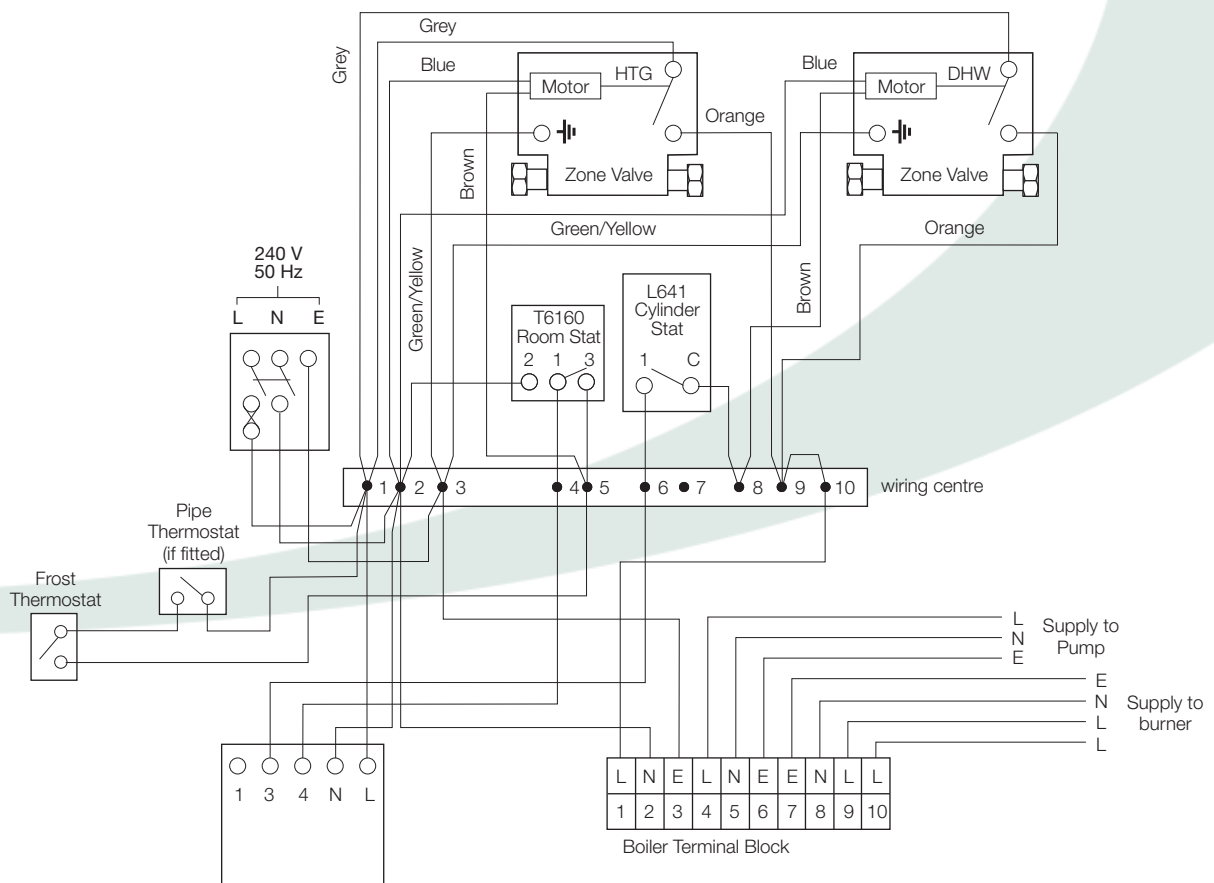 Grey
Grey
Blue
HTG
Motor
Orange
Brown
Zone Valve
Blue
DHW
Motor
Zone Valve
Green/Yellow
Orange
Green/Yellow
Brown
240 V
50 Hz
L N E
T6160
Room Stat
2 1 3
L641
Cylinder
Stat
1 C
1 2 3 4 5 6 7 8 9 10
wiring centre
Pipe
Thermostat
(if fitted)
Frost
Thermostat
L
N
E
Supply to
Pump
E
N
L
L
Supply to
burner
1 3 4 N L
L N E L N E E N L L
1 2 3 4 5 6 7 8 9 10
Boiler Terminal Block